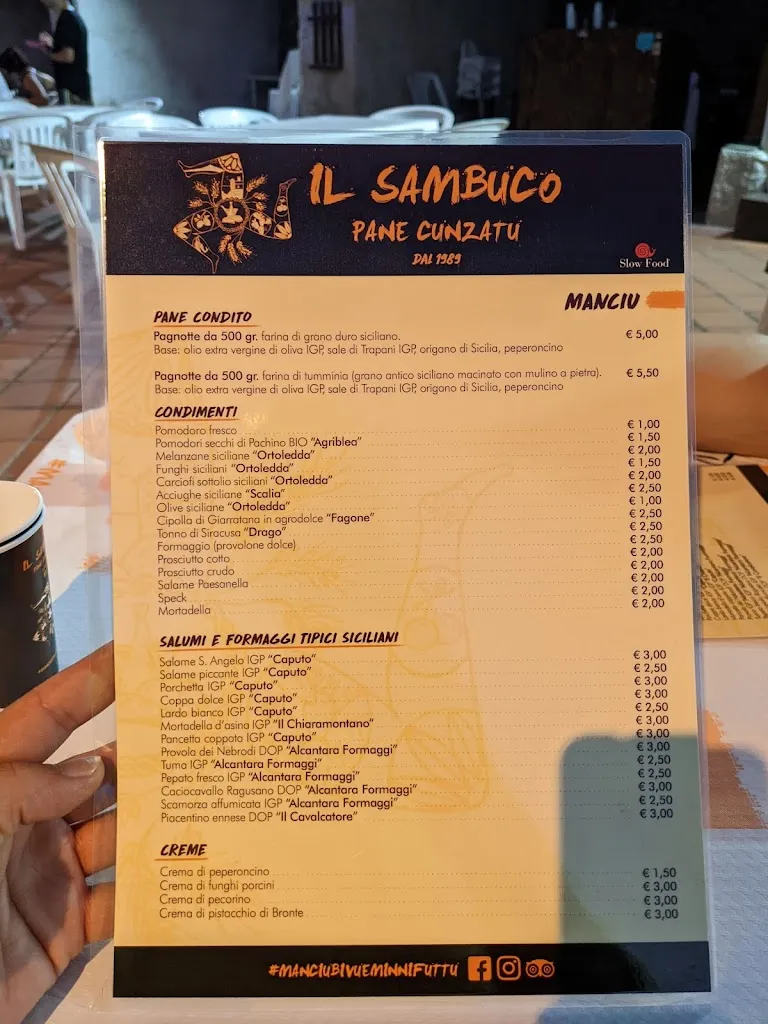 IL SAMBUCO
PANE CUNZATU
DAL 1989
Slow Food
MANCIU
PANE CONDITO
Pagnotte da 500 gr. farina di grano duro siciliano. € 5,00
Base: olio extra vergine di oliva IGP, sale di Trapani IGP, origano di Sicilia, peperoncino
Pagnotte da 500 gr. farina di tumminia (grano antico siciliano macinato con mulino a pietra). € 5,50
Base: olio extra vergine di oliva IGP, sale di Trapani IGP, origano di Sicilia, peperoncino
CONDIMENTI
Pomodoro fresco € 1,00
Pomodori secchi di Pachino BIO "Agriblea" € 1,50
Melanzane siciliane "Ortoledda" € 2,00
Funghi siciliani "Ortoledda" € 1,50
Carciofi sottolio siciliani "Ortoledda" € 2,00
Acciughe siciliane "Scalia" € 2,50
Olive siciliane "Ortoledda" € 1,00
Cipolla di Giarratana in agrodolce "Fagone" € 2,50
Tonno di Siracusa "Drago" € 2,50
Formaggio (provolone dolce) € 2,50
Prosciutto cotto € 2,00
Prosciutto crudo € 2,00
Salame Paesanella € 2,00
Speck € 2,00
Mortadella € 2,00
SALUMI E FORMAGGI TIPICI SICILIANI
Salame S. Angelo IGP "Caputo" € 3,00
Salame piccante IGP "Caputo" € 2,50
Porchetta IGP "Caputo" € 3,00
Coppa dolce IGP "Caputo" € 3,00
Lardo bianco IGP "Caputo" € 2,50
Mortadella d'asina IGP "Il Chiaramontano" € 3,00
Pancetta coppata IGP "Caputo" € 3,00
Provola dei Nebrodi DOP "Alcantara Formaggi" € 3,00
Tuma IGP "Alcantara Formaggi" € 2,50
Pepato fresco IGP "Alcantara Formaggi" € 2,50
Caciocavallo Ragusano DOP "Alcantara Formaggi" € 3,00
Scamorza affumicata IGP "Alcantara Formaggi" € 2,50
Piacentino ennese DOP "Il Cavalcatore" € 3,00
CREME
Crema di peperoncino € 1,50
Crema di funghi porcini € 3,00
Crema di pecorino € 3,00
Crema di pistacchio di Bronte € 3,00
#MANCIUBIVUEMINNIFUTTU